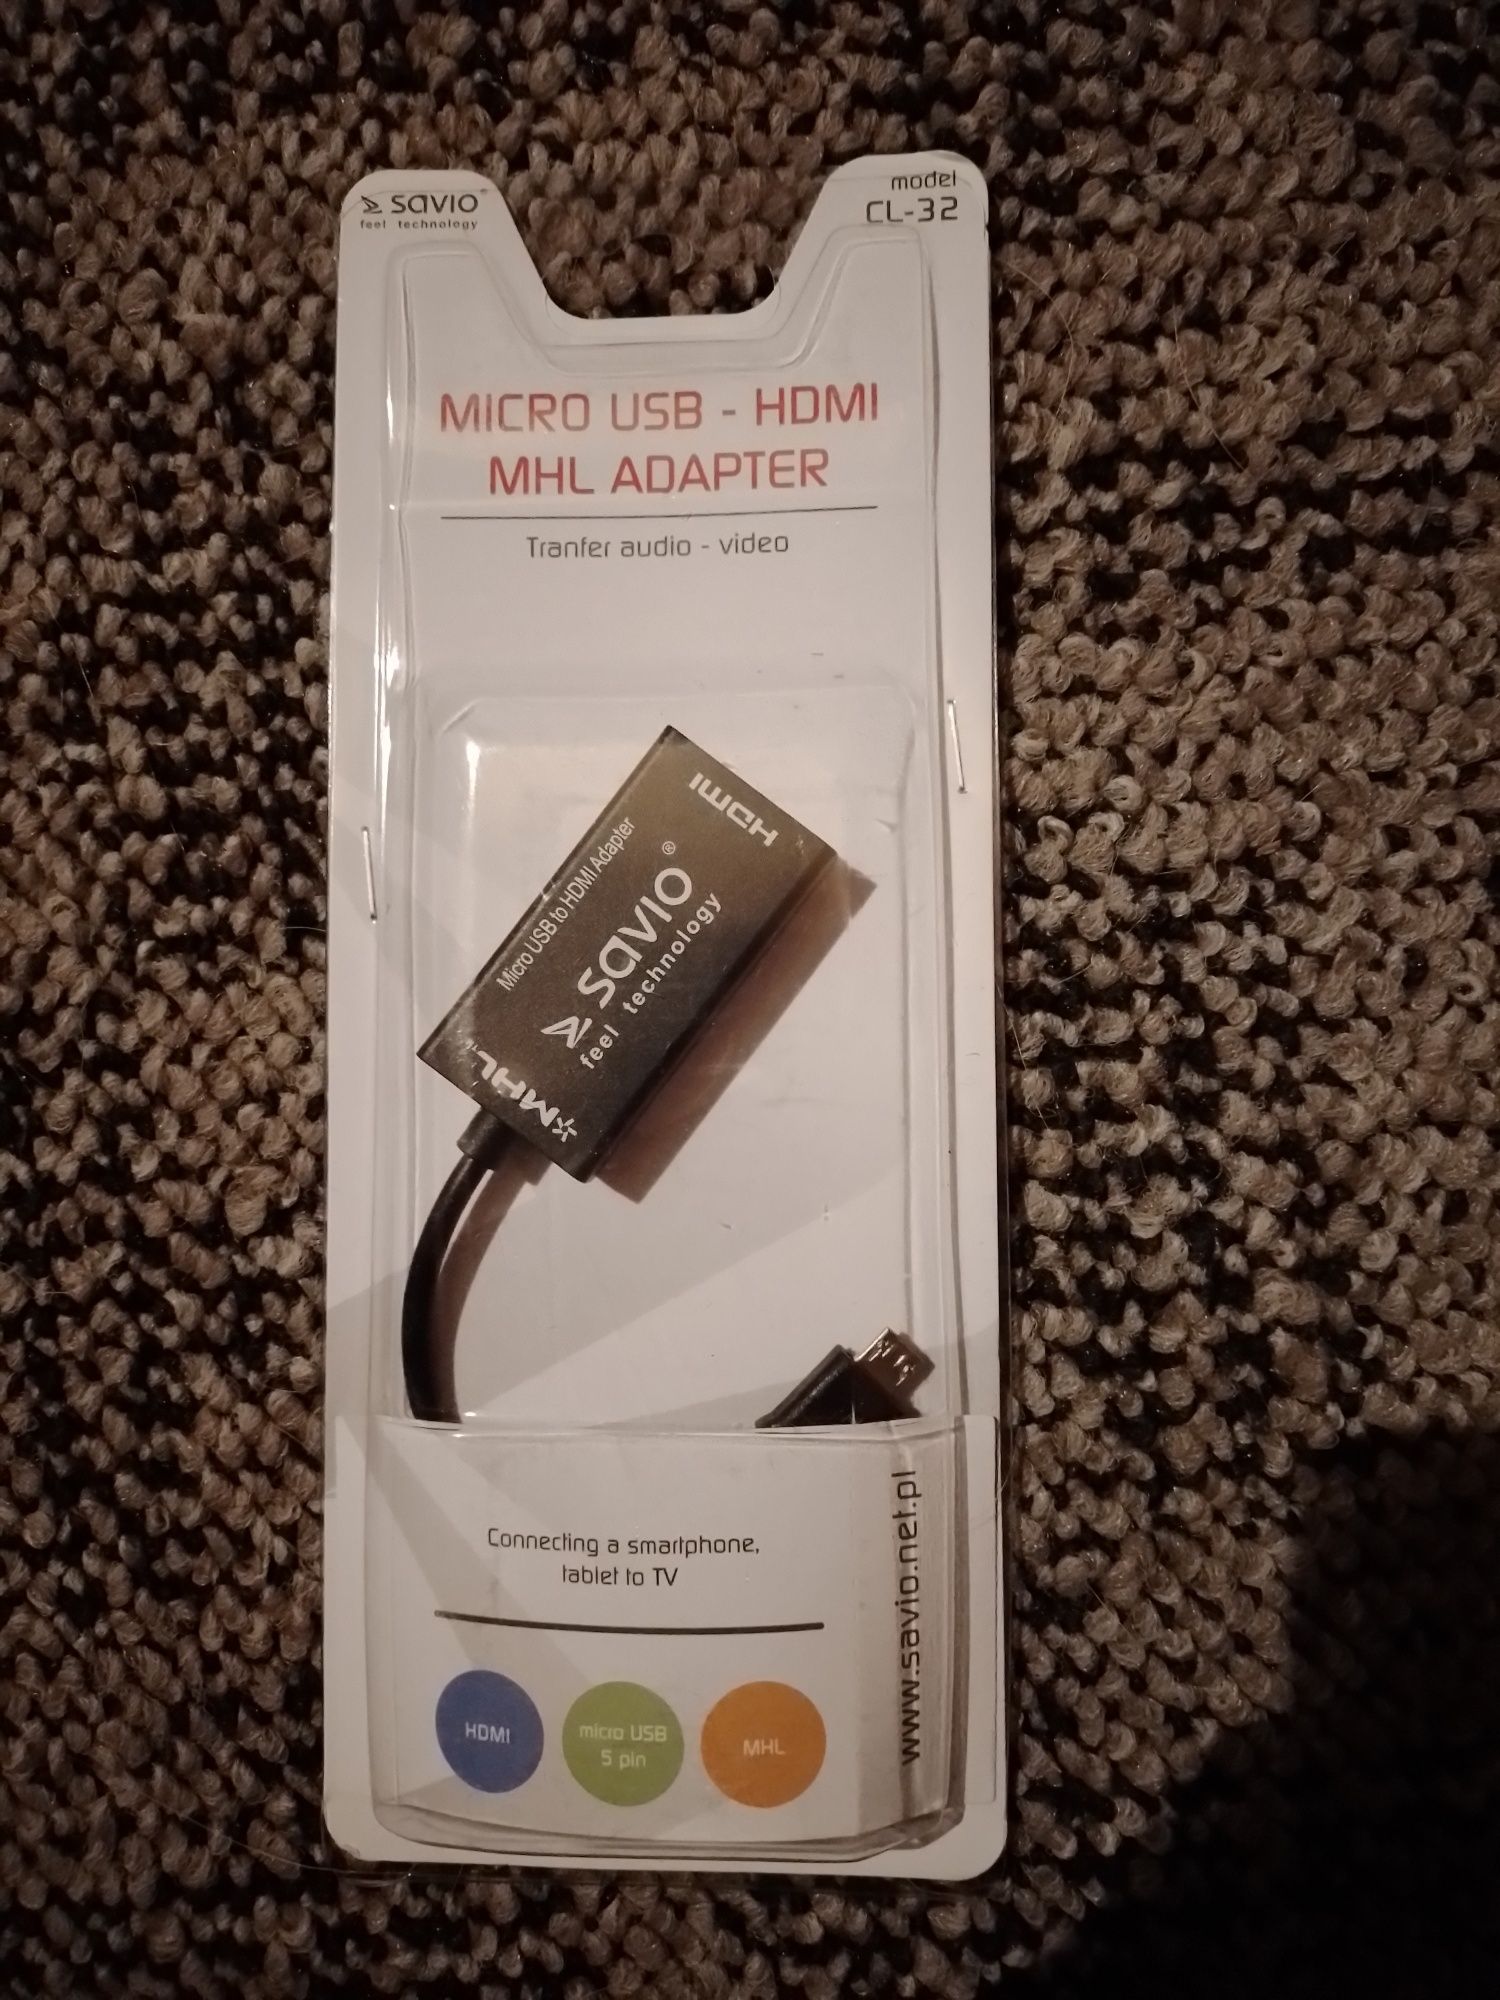 savio®
feel technology
model
CL-32
MICRO USB - HDMI
MHL ADAPTER
Tranfer audio - video
HDMI
Micro USB to HDMI Adapter
savio®
feel technology
MHL
Connecting a smartphone,
tablet to TV
www.savio.net.pl
HDMI
micro USB
5 pin
MHL